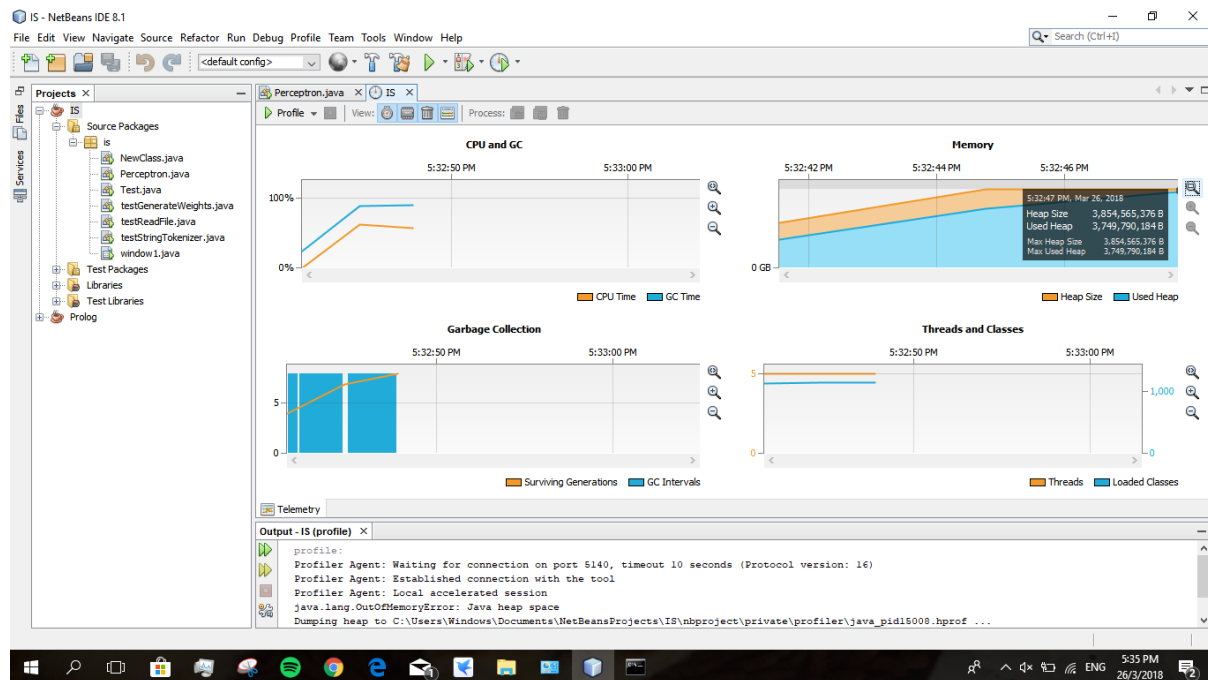 IS - NetBeans IDE 8.1
File Edit View Navigate Source Refactor Run Debug Profile Team Tools Window Help
Search (Ctrl+I)
<default config>
Files
Services
Projects
IS
Source Packages
is
NewClass.java
Perceptron.java
Test.java
testGenerateWeights.java
testReadFile.java
testStringTokenizer.java
window1.java
Test Packages
Libraries
Test Libraries
Prolog
Perceptron.java IS
Profile View: Process:
CPU and GC
5:32:50 PM 5:33:00 PM
100%
0%
CPU Time GC Time
Memory
5:32:42 PM 5:32:44 PM 5:32:46 PM
5:32:47 PM, Mar 26, 2018
Heap Size 3,854,565,376 B
Used Heap 3,749,790,184 B
Max Heap Size 3,854,565,376 B
Max Used Heap 3,749,790,184 B
0 GB
Heap Size Used Heap
Garbage Collection
5:32:50 PM 5:33:00 PM
5
0
Surviving Generations GC Intervals
Threads and Classes
5:32:50 PM 5:33:00 PM
5 1,000
0 0
Threads Loaded Classes
Telemetry
Output - IS (profile)
profile:
Profiler Agent: Waiting for connection on port 5140, timeout 10 seconds (Protocol version: 16)
Profiler Agent: Established connection with the tool
Profiler Agent: Local accelerated session
java.lang.OutOfMemoryError: Java heap space
Dumping heap to C:\Users\Windows\Documents\NetBeansProjects\IS\nbproject\private\profiler\java_pid15008.hprof ...
ENG
5:35 PM
26/3/2018
2